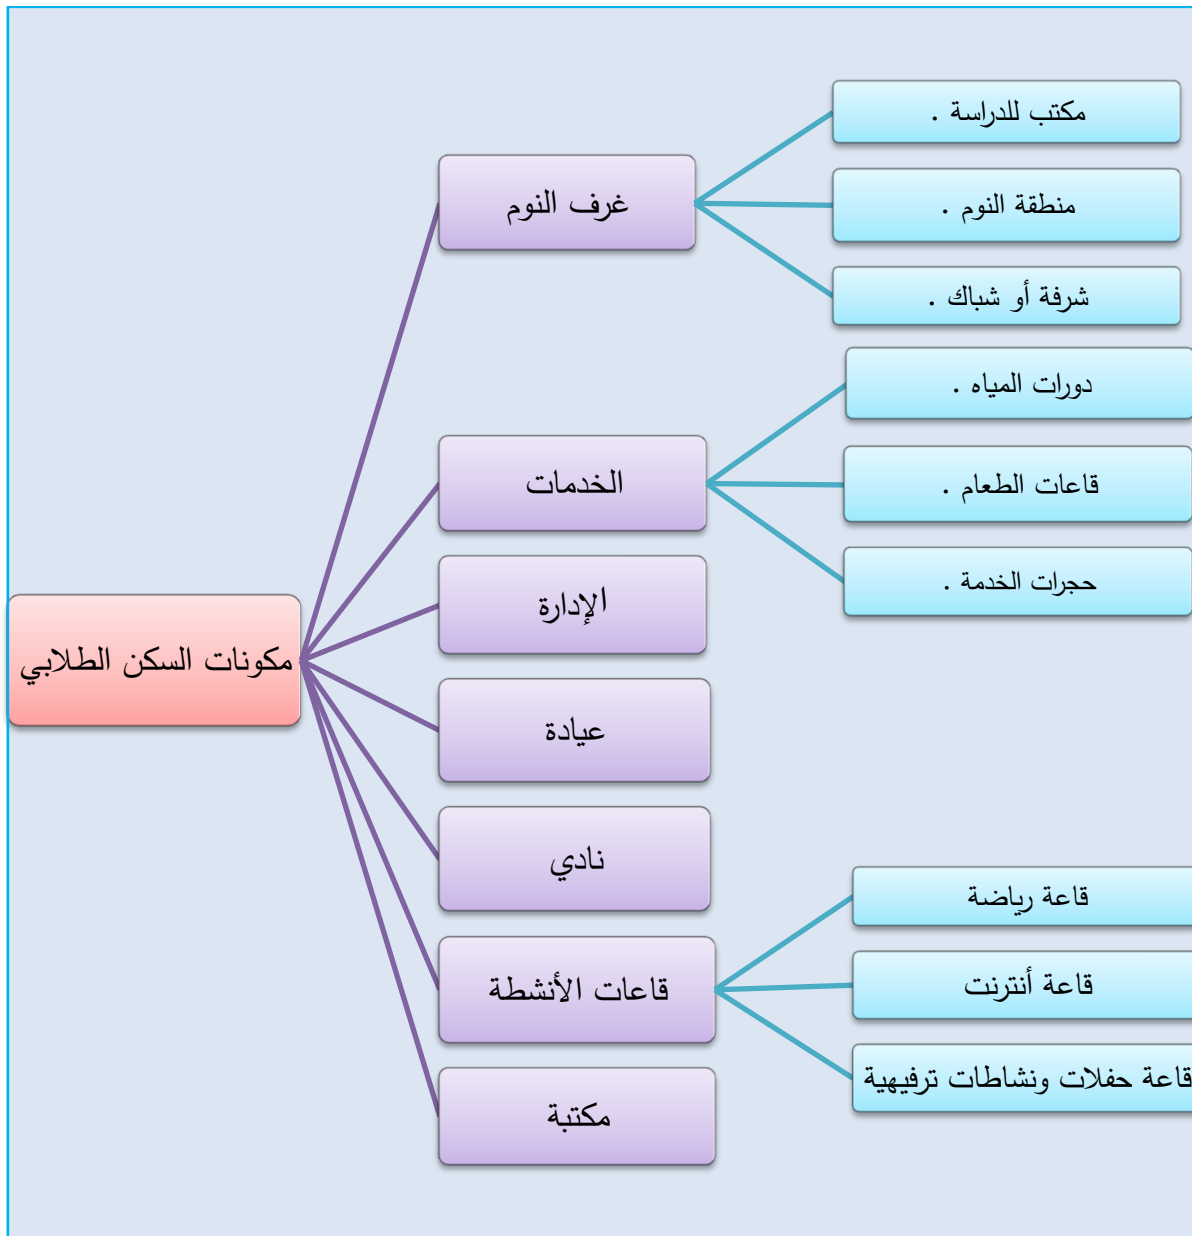 مكونات السكن الطلابي
غرف النوم
مكتب للدراسة .
منطقة النوم .
شرفة أو شباك .
الخدمات
دورات المياه .
قاعات الطعام .
حجرات الخدمة .
الإدارة
عيادة
نادي
قاعات الأنشطة
قاعة رياضة
قاعة أنترنت
قاعة حفلات ونشاطات ترفيهية
مكتبة